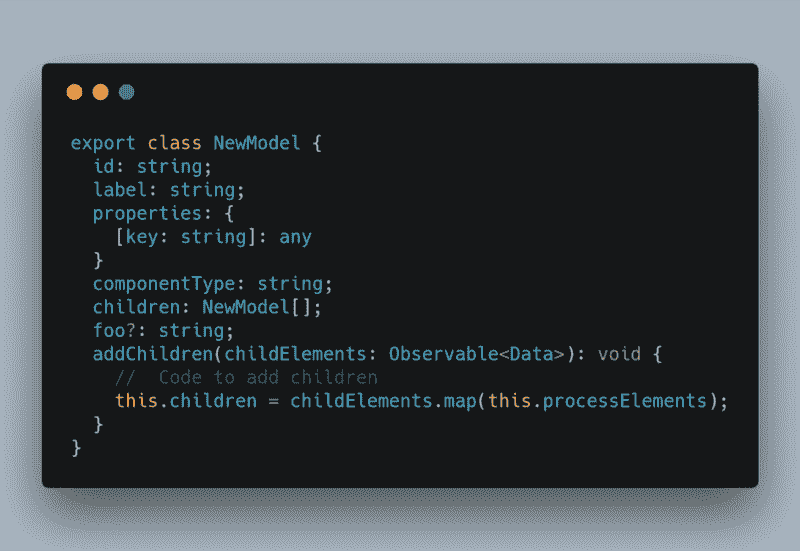 export class NewModel {
  id: string;
  label: string;
  properties: {
    [key: string]: any
  }
  componentType: string;
  children: NewModel[];
  foo?: string;
  addChildren(childElements: Observable<Data>): void {
    //  Code to add children
    this.children = childElements.map(this.processElements);
  }
}